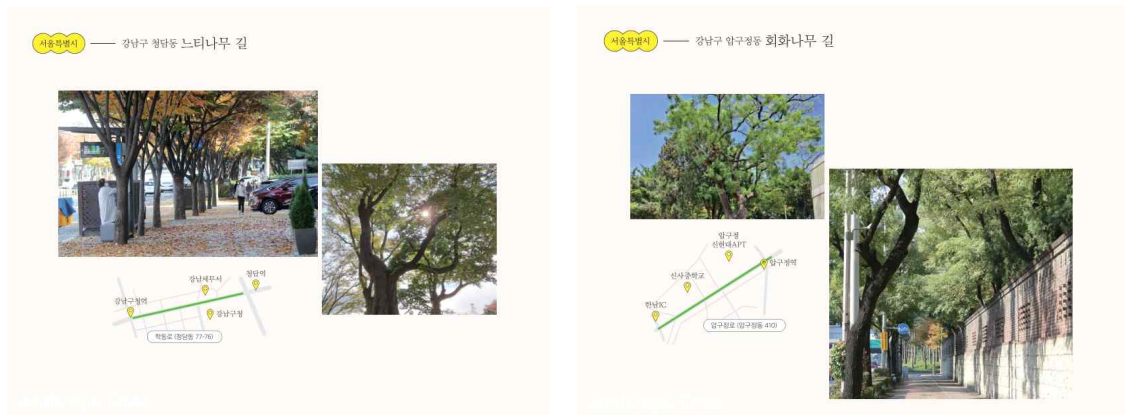 서울특별시
강남구 청담동 느티나무 길
강남구청역
강남세무서
청담역
강남구청
학동로 (청담동 77-76)
서울특별시
강남구 압구정동 회화나무 길
압구정
신현대APT
압구정역
신사중학교
한남IC
압구정로 (압구정동 410)